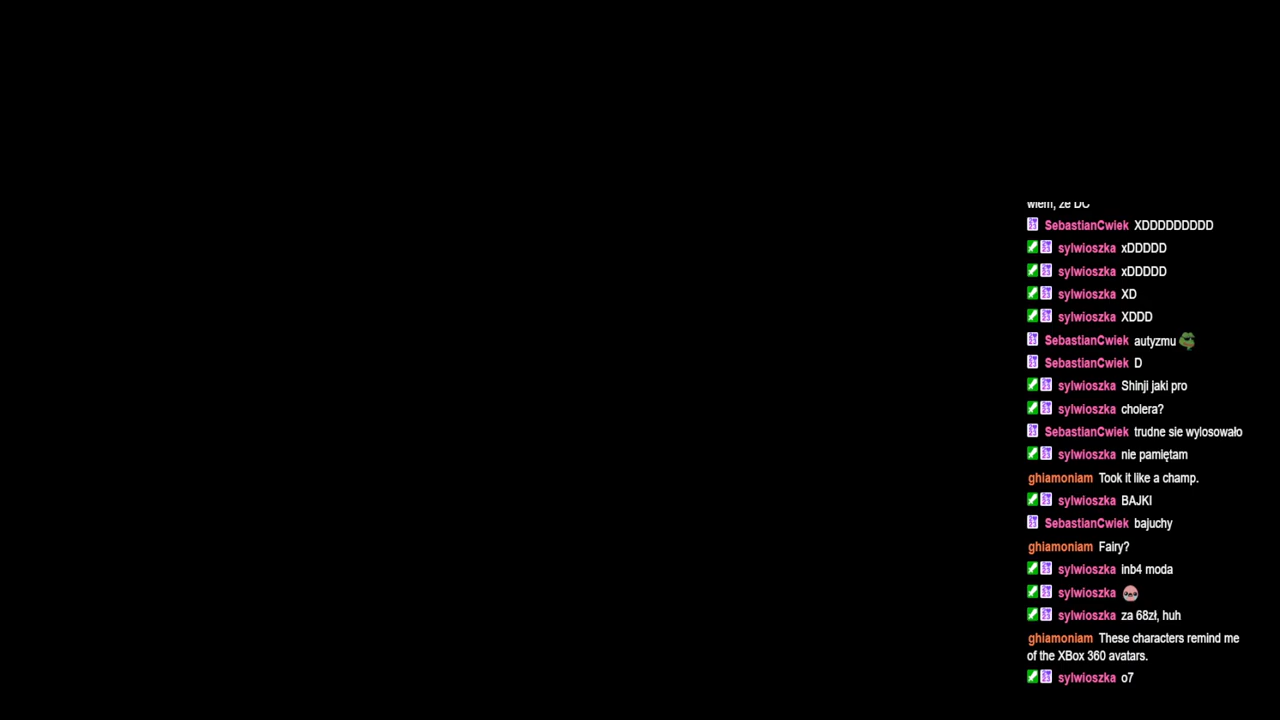 wiem, że DC
SebastianCwiek XDDDDDDDDD
sylwioszka xDDDDD
sylwioszka xDDDDD
sylwioszka XD
sylwioszka XDDD
SebastianCwiek autyzmu
SebastianCwiek D
sylwioszka Shinji jaki pro
sylwioszka cholera?
SebastianCwiek trudne sie wylosowało
sylwioszka nie pamiętam
ghiamoniam Took it like a champ.
sylwioszka BAJKI
SebastianCwiek bajuchy
ghiamoniam Fairy?
sylwioszka inb4 moda
sylwioszka
sylwioszka za 68zł, huh
ghiamoniam These characters remind me
of the XBox 360 avatars.
sylwioszka o7